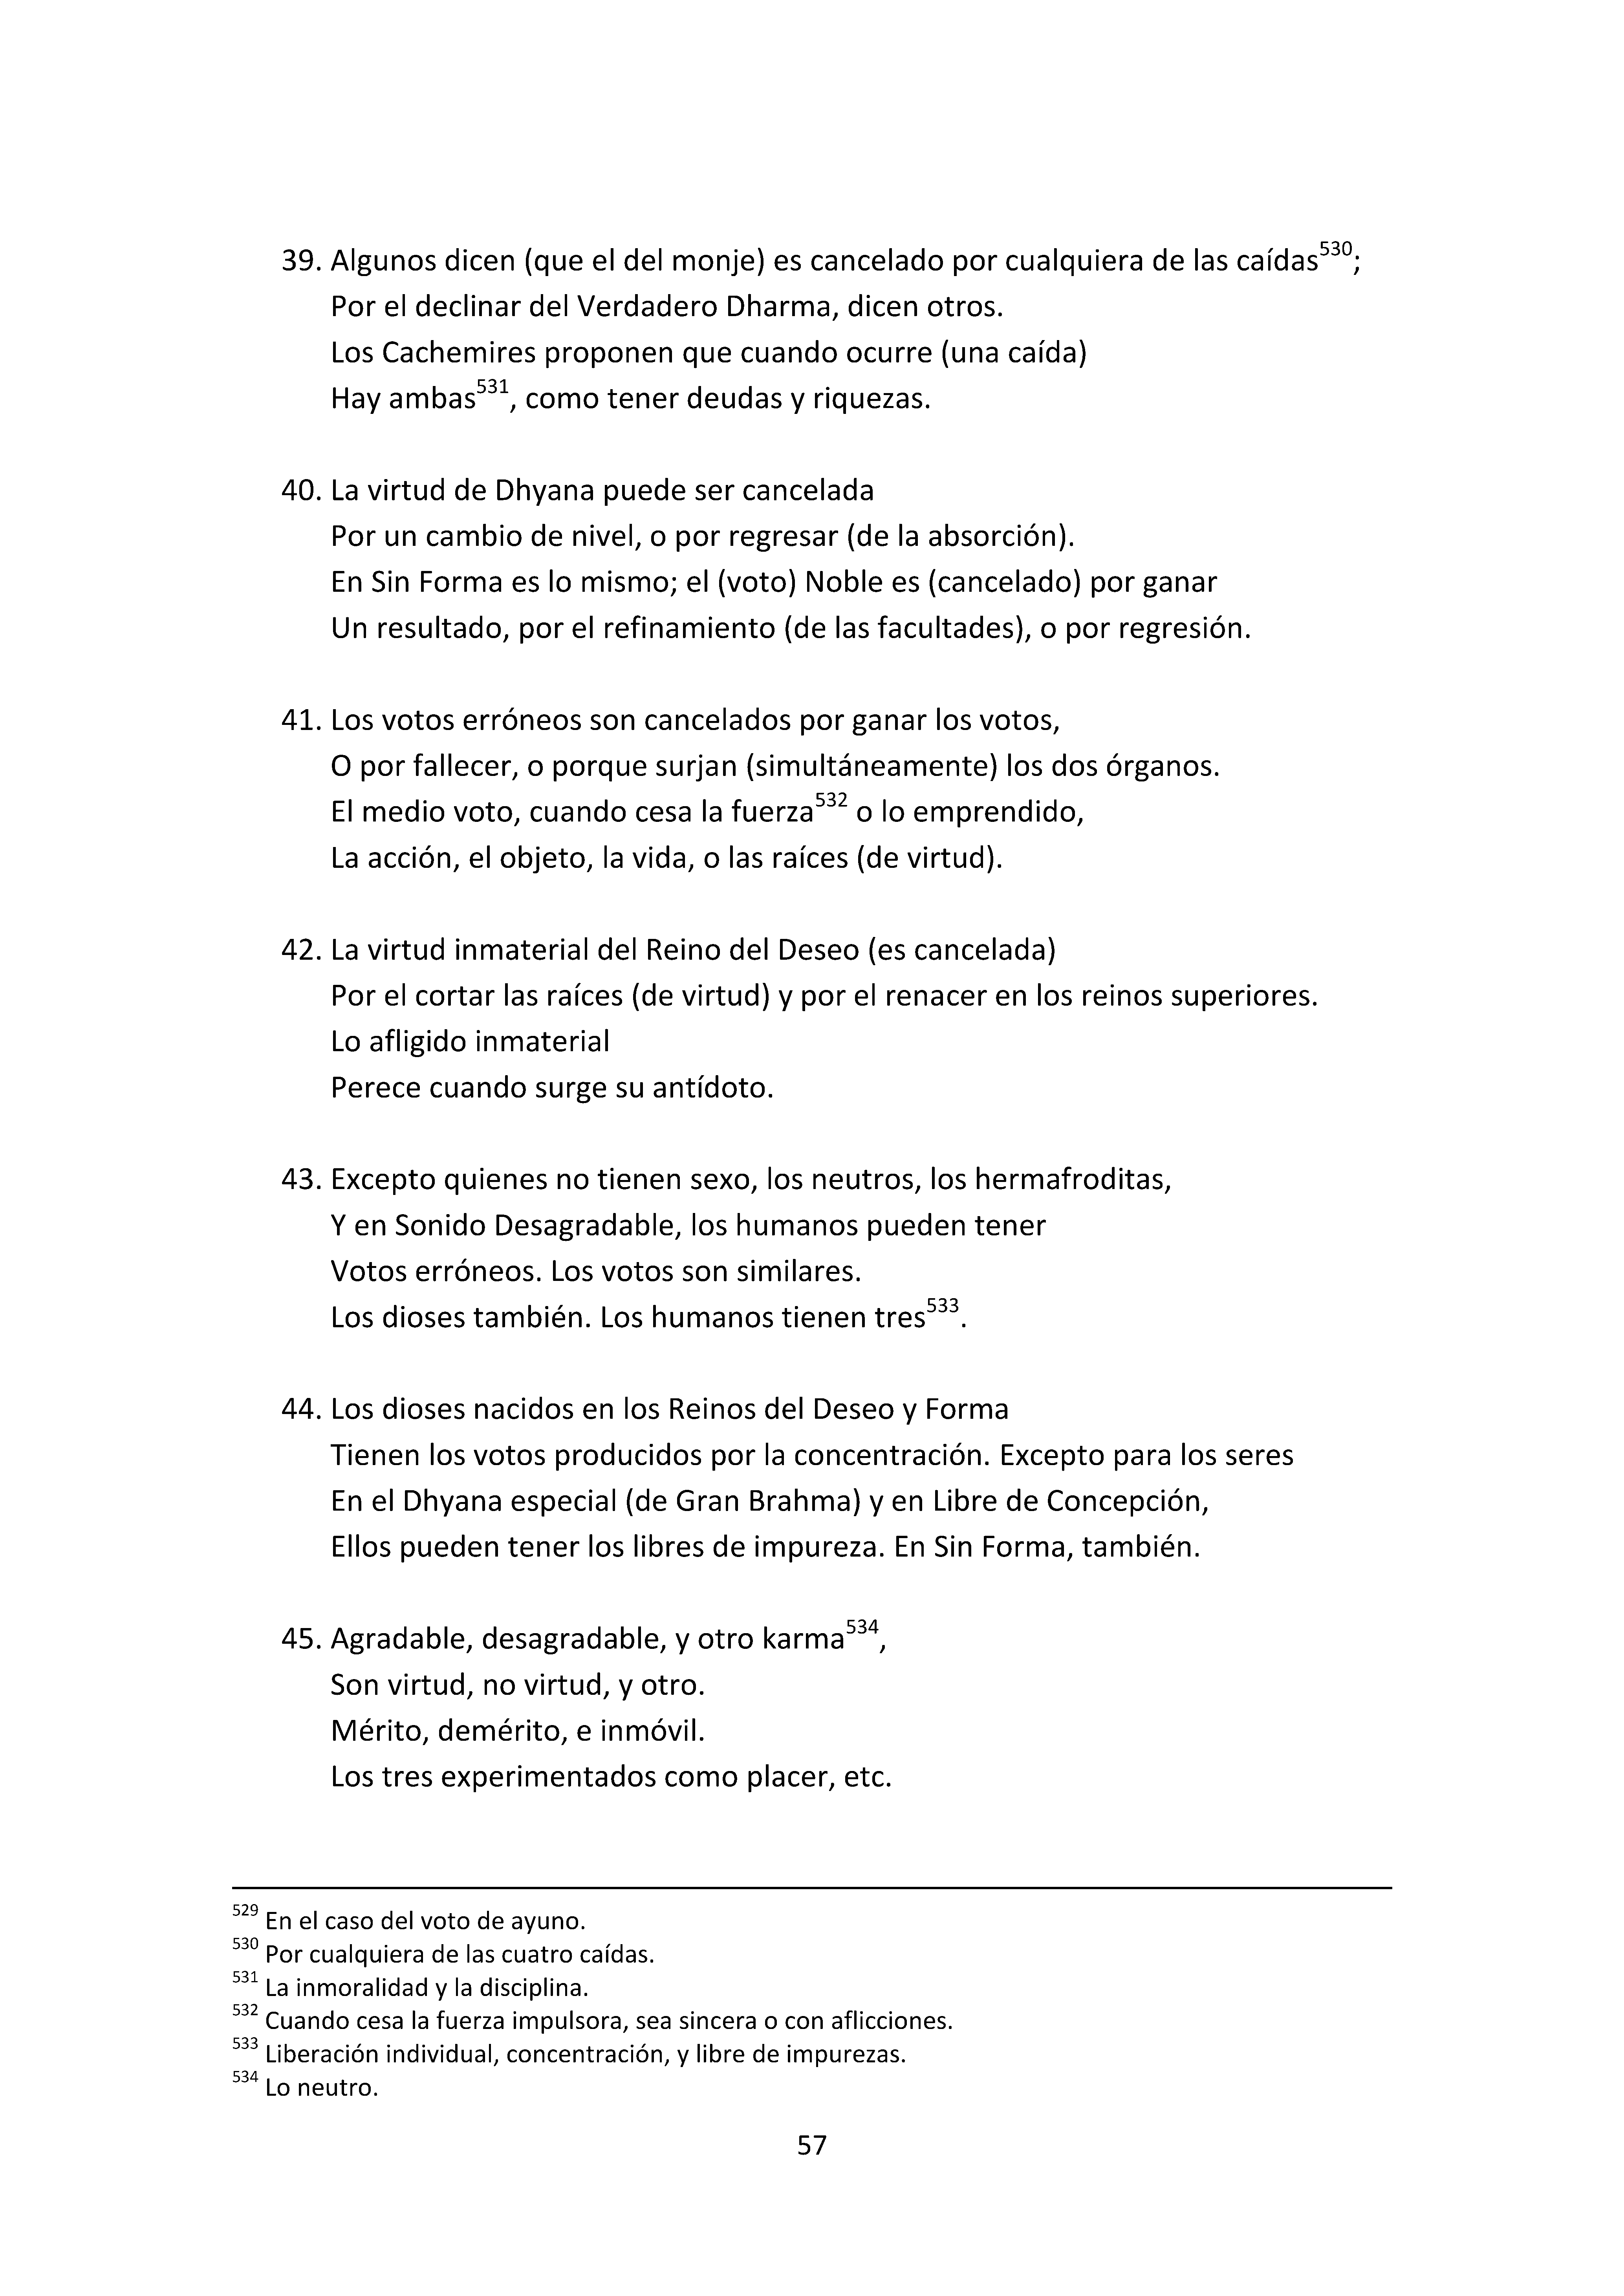 39. Algunos dicen (que el del monje) es cancelado por cualquiera de las caídas530;
Por el declinar del Verdadero Dharma, dicen otros.
Los Cachemires proponen que cuando ocurre (una caída)
Hay ambas531, como tener deudas y riquezas.
40. La virtud de Dhyana puede ser cancelada
Por un cambio de nivel, o por regresar (de la absorción).
En Sin Forma es lo mismo; el (voto) Noble es (cancelado) por ganar
Un resultado, por el refinamiento (de las facultades), o por regresión.
41. Los votos erróneos son cancelados por ganar los votos,
O por fallecer, o porque surjan (simultáneamente) los dos órganos.
El medio voto, cuando cesa la fuerza532 o lo emprendido,
La acción, el objeto, la vida, o las raíces (de virtud).
42. La virtud inmaterial del Reino del Deseo (es cancelada)
Por el cortar las raíces (de virtud) y por el renacer en los reinos superiores.
Lo afligido inmaterial
Perece cuando surge su antídoto.
43. Excepto quienes no tienen sexo, los neutros, los hermafroditas,
Y en Sonido Desagradable, los humanos pueden tener
Votos erróneos. Los votos son similares.
Los dioses también. Los humanos tienen tres533.
44. Los dioses nacidos en los Reinos del Deseo y Forma
Tienen los votos producidos por la concentración. Excepto para los seres
En el Dhyana especial (de Gran Brahma) y en Libre de Concepción,
Ellos pueden tener los libres de impureza. En Sin Forma, también.
45. Agradable, desagradable, y otro karma534,
Son virtud, no virtud, y otro.
Mérito, demérito, e inmóvil.
Los tres experimentados como placer, etc.
529 En el caso del voto de ayuno.
530 Por cualquiera de las cuatro caídas.
531 La inmoralidad y la disciplina.
532 Cuando cesa la fuerza impulsora, sea sincera o con aflicciones.
533 Liberación individual, concentración, y libre de impurezas.
534 Lo neutro.
57